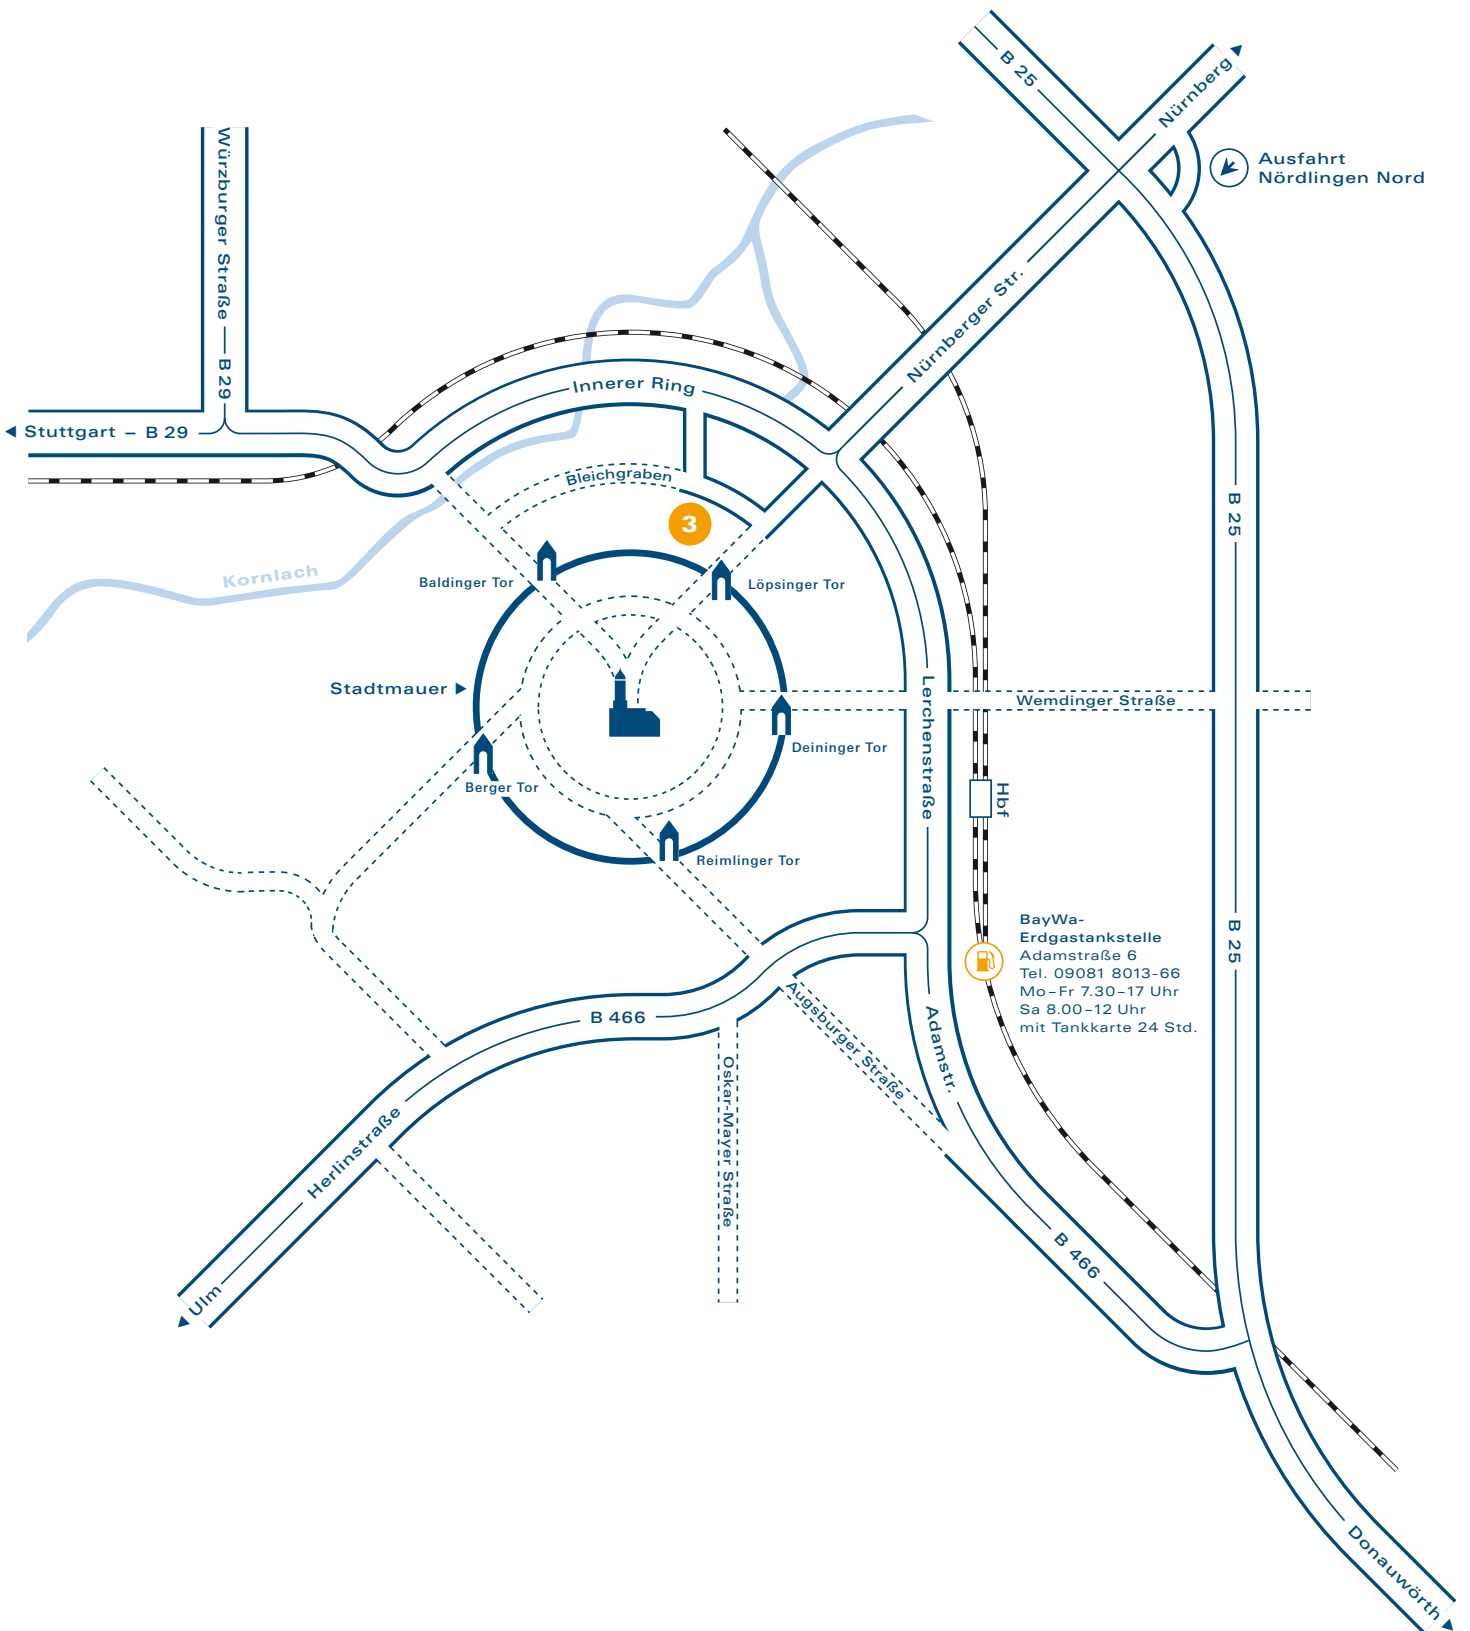 B 25
Nürnberg
Ausfahrt
Nördlingen Nord
Würzburger Straße – B 29
Nürnberger Str.
Innerer Ring
Stuttgart – B 29
Bleichgraben
B 25
3
Kornlach
Baldinger Tor
Löpsinger Tor
Stadtmauer
Lerchenstraße
Wemdinger Straße
Deininger Tor
Berger Tor
Hbf
Reimlinger Tor
BayWa-
Erdgastankstelle
Adamstraße 6
Tel. 09081 8013-66
Mo–Fr 7.30–17 Uhr
Sa 8.00–12 Uhr
mit Tankkarte 24 Std.
B 25
B 466
Augsburger Straße
Adamstr.
Oskar-Mayer Straße
Herlinstraße
B 466
Ulm
Donauwörth